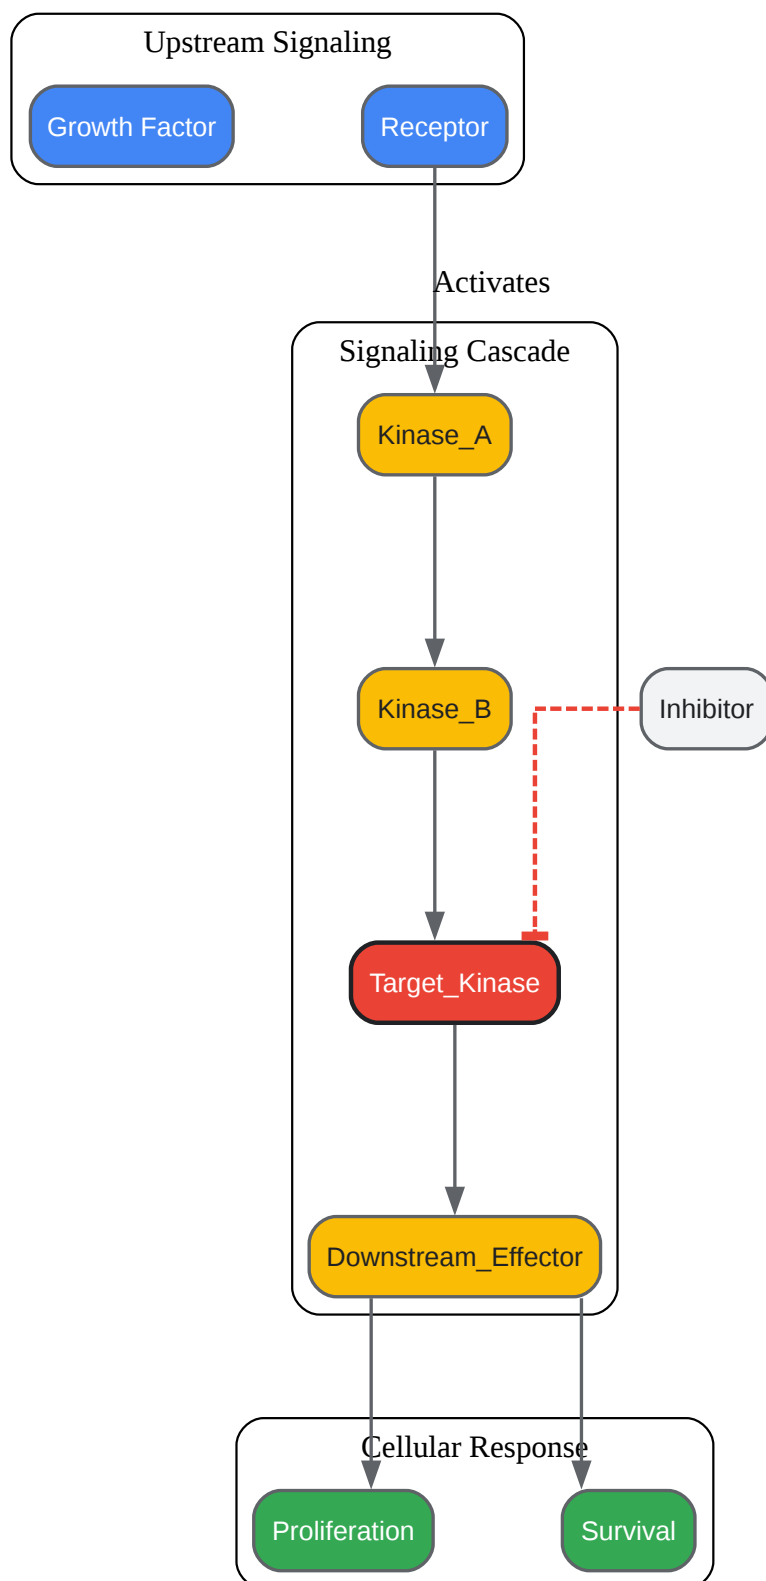 Upstream Signaling
Growth Factor
Receptor
Activates
Signaling Cascade
Kinase_A
Kinase_B
Inhibitor
Target_Kinase
Downstream_Effector
Cellular Response
Proliferation
Survival